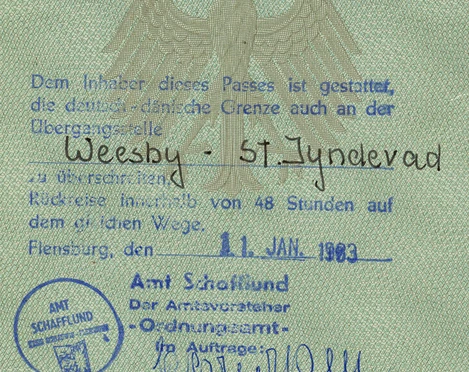 Dem Inhaber dieses Passes ist gestattet,
die deutsch-dänische Grenze auch an der
Übergangsstelle
Weesby - St. Jyndevad
zu überschreiten.
Rückreise innerhalb von 48 Stunden auf
dem gleichen Wege.
Flensburg, den 11. JAN. 1983
Amt Schafflund
Der Amtsvorsteher
-Ordnungsamt-
Im Auftrage:
AMT
SCHAFFLUND